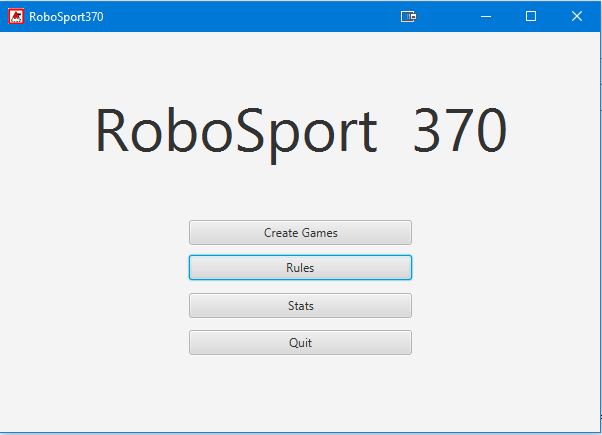 RoboSport370
RoboSport 370
Create Games
Rules
Stats
Quit